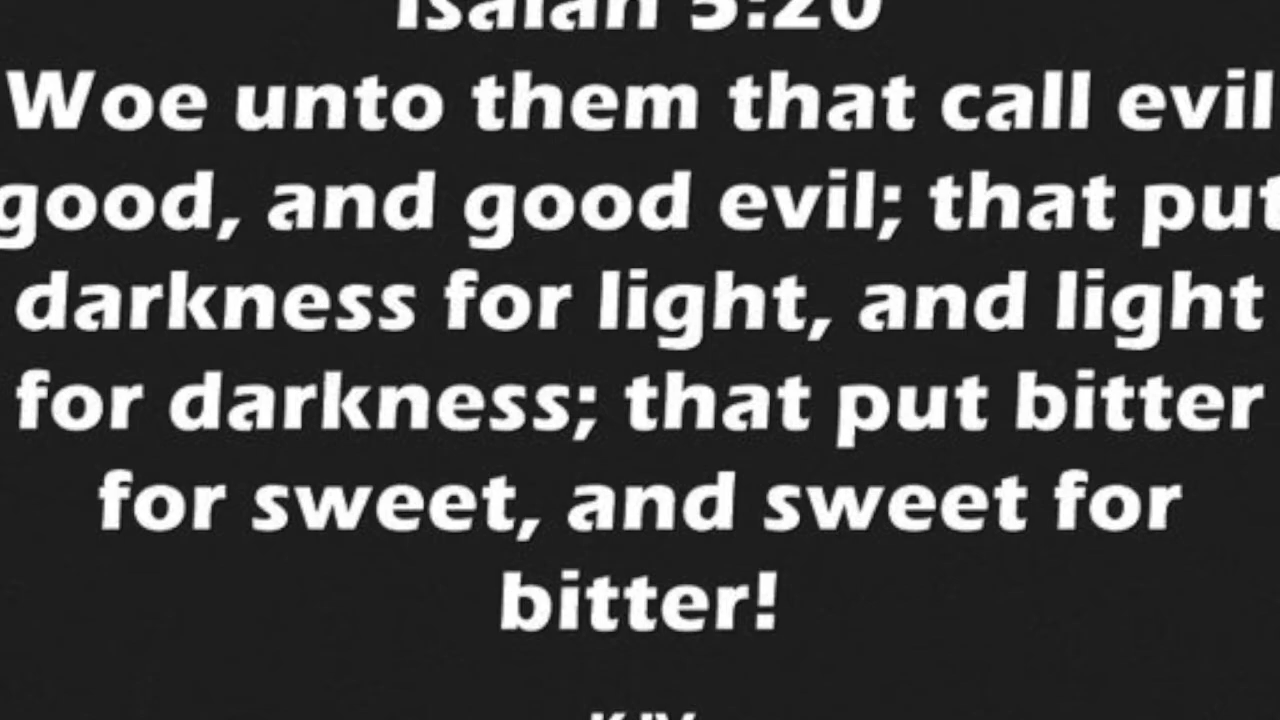 Isaiah 5:20
Woe unto them that call evil
good, and good evil; that put
darkness for light, and light
for darkness; that put bitter
for sweet, and sweet for
bitter!
KJV